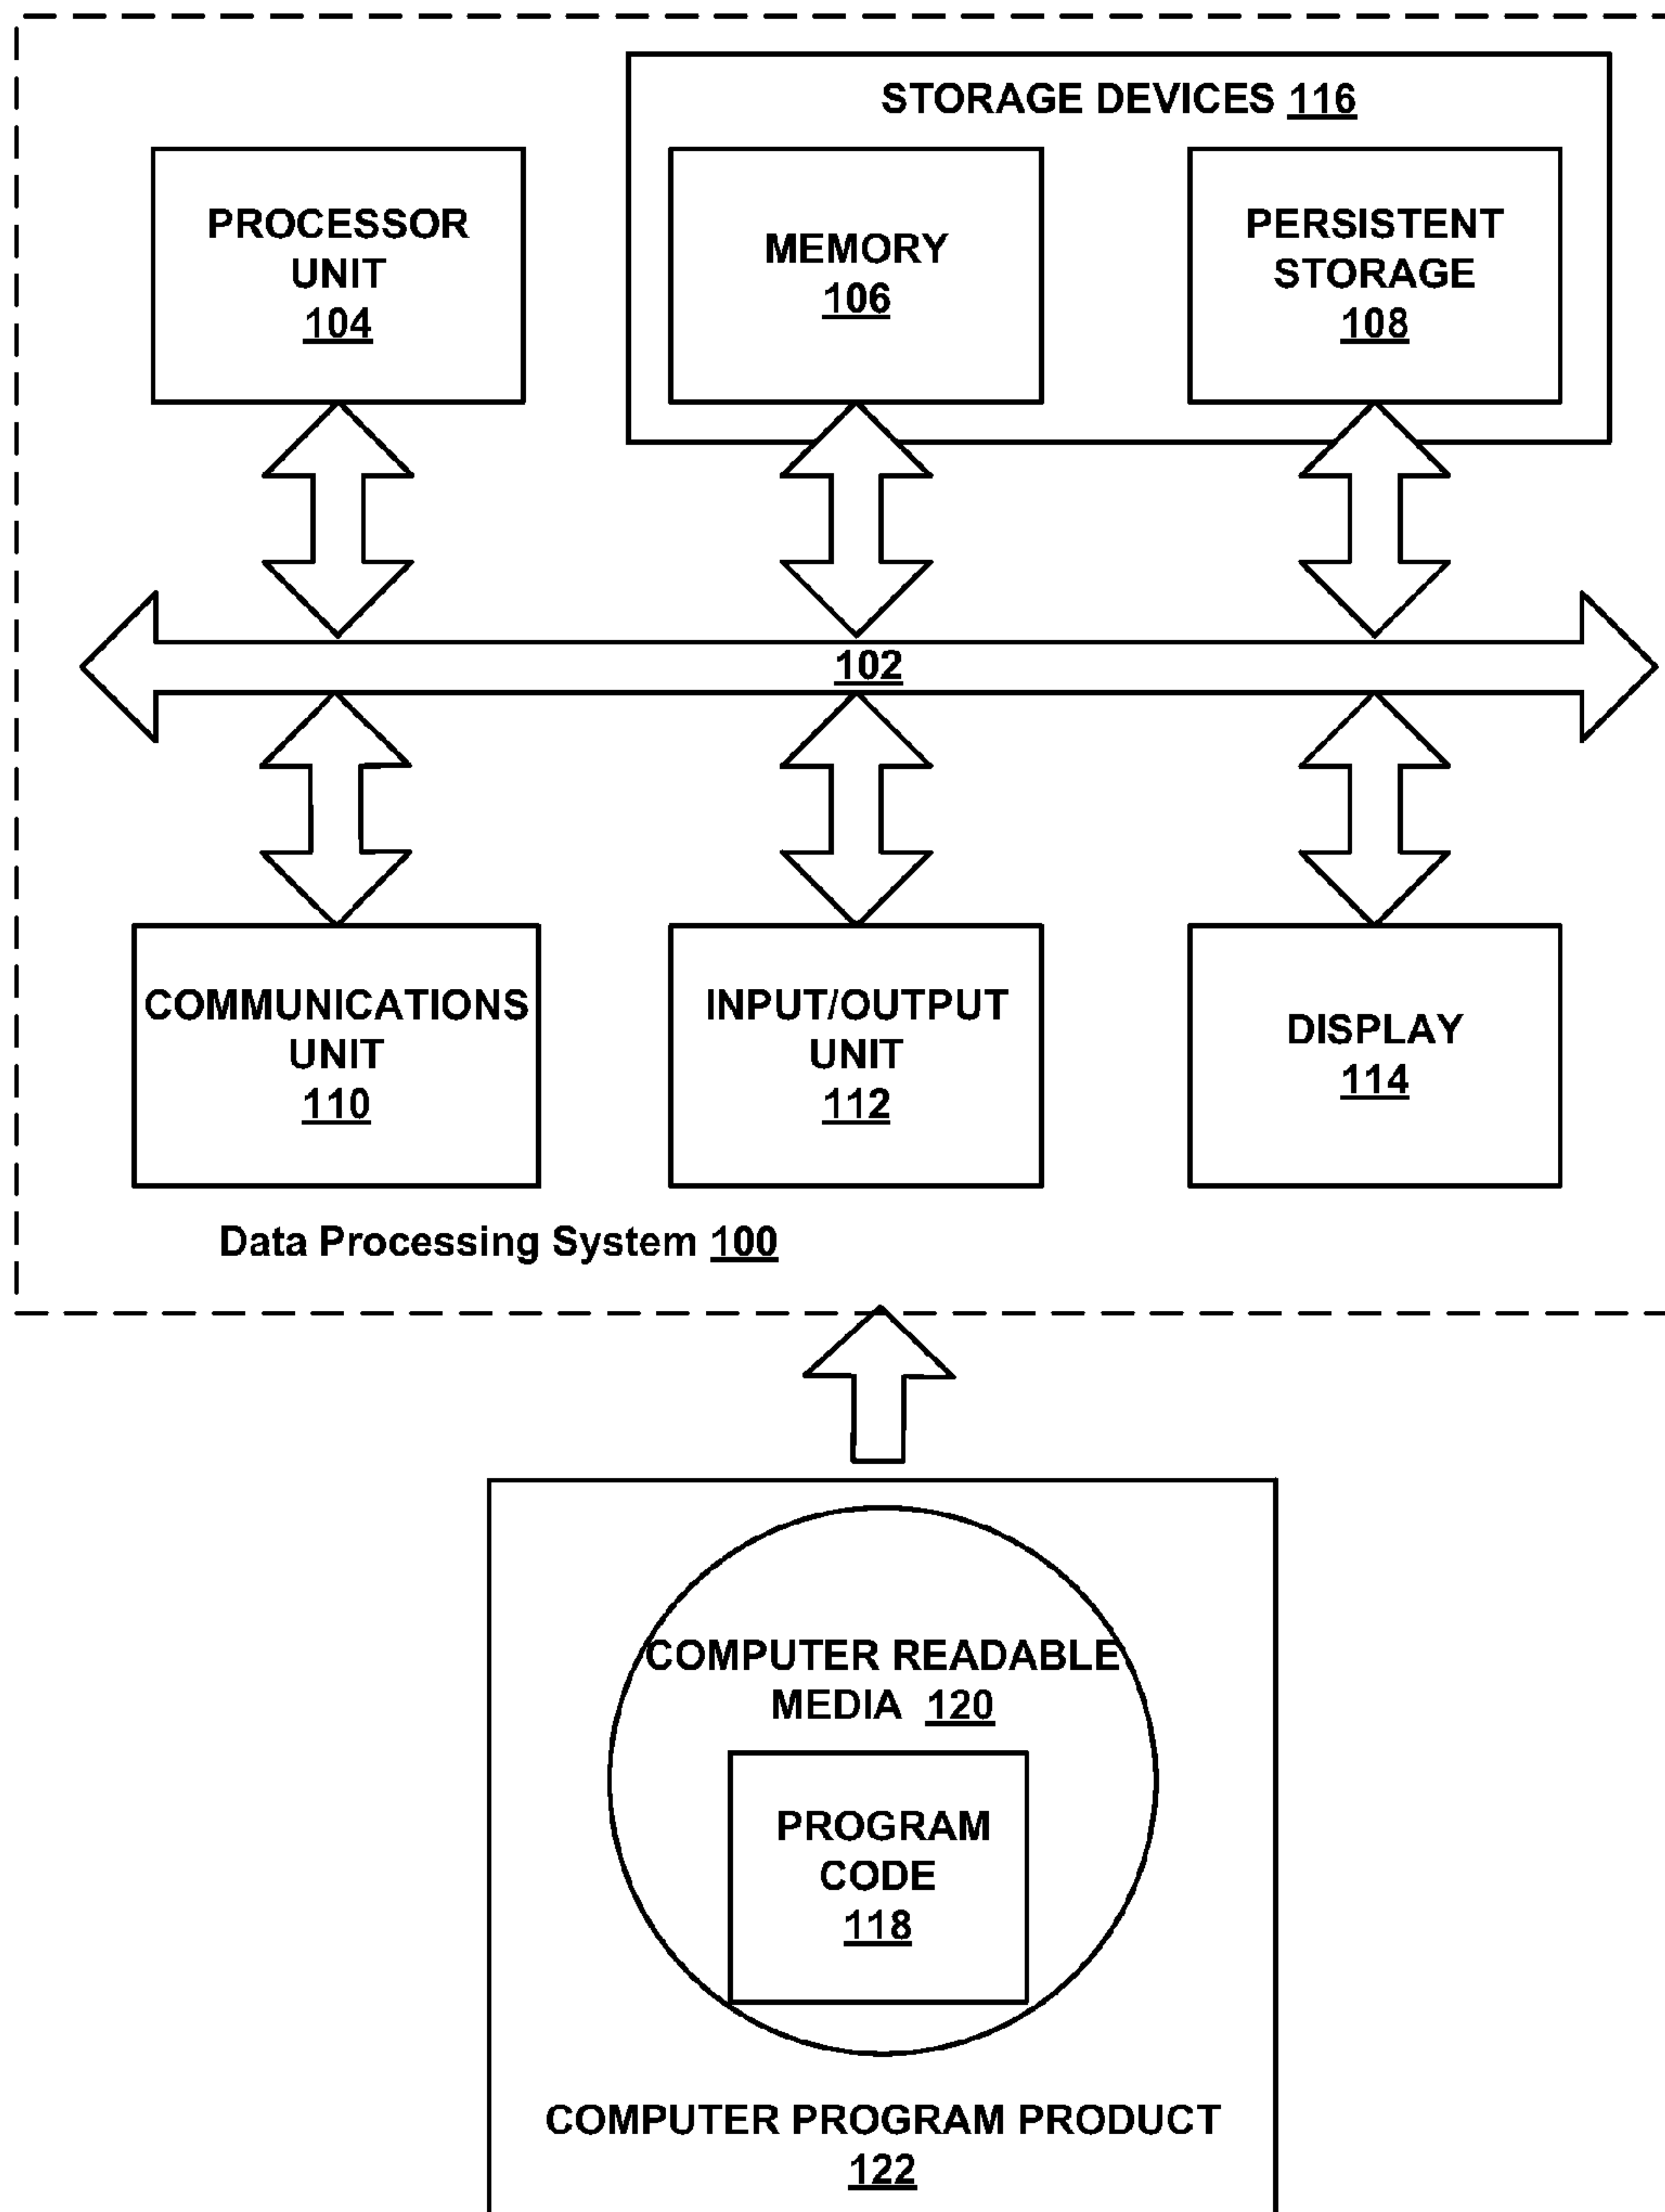 STORAGE DEVICES 116
PROCESSOR
UNIT
104
MEMORY
106
PERSISTENT
STORAGE
108
102
COMMUNICATIONS
UNIT
110
INPUT/OUTPUT
UNIT
112
DISPLAY
114
Data Processing System 100
COMPUTER READABLE
MEDIA 120
PROGRAM
CODE
118
COMPUTER PROGRAM PRODUCT
122